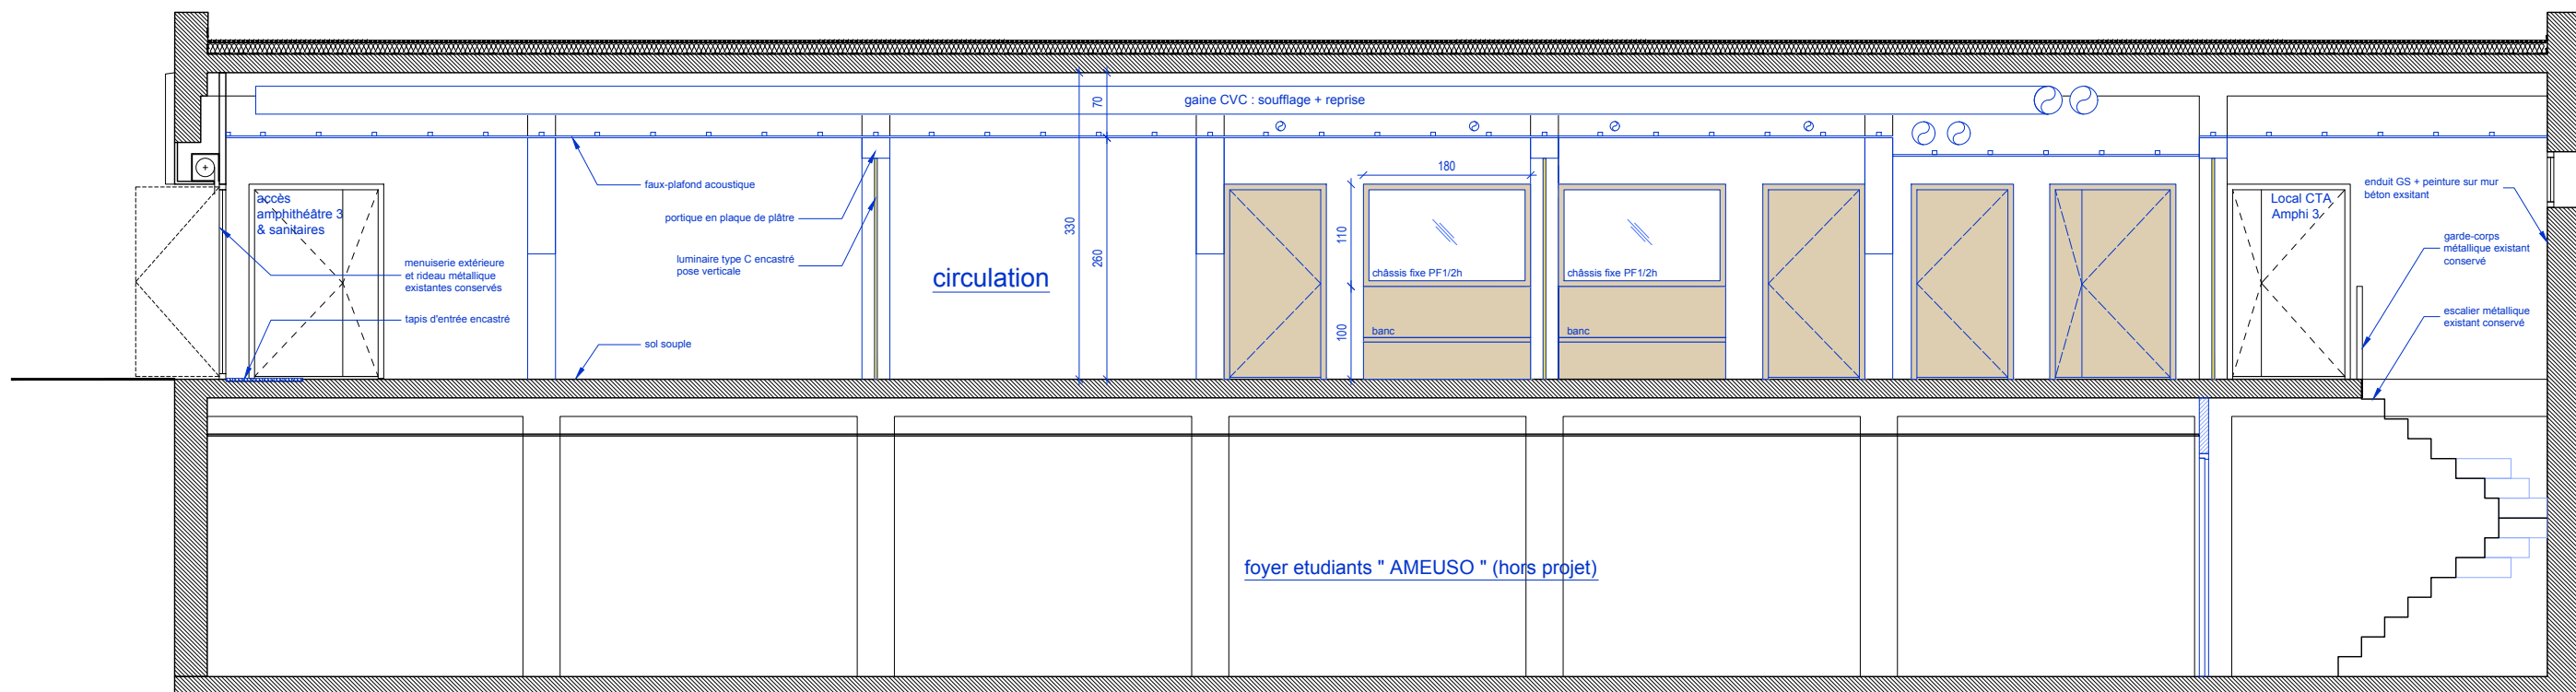 gaine CVC : soufflage + reprise
70
330
260
180
110
100
accès
amphithéâtre 3
& sanitaires
faux-plafond acoustique
portique en plaque de plâtre
luminaire type C encastré
pose verticale
menuiserie extérieure
et rideau métallique
existantes conservés
tapis d'entrée encastré
sol souple
circulation
châssis fixe PF1/2h
banc
châssis fixe PF1/2h
banc
Local CTA
Amphi 3
enduit GS + peinture sur mur
béton exsitant
garde-corps
métallique existant
conservé
escalier métallique
existant conservé
foyer etudiants " AMEUSO " (hors projet)